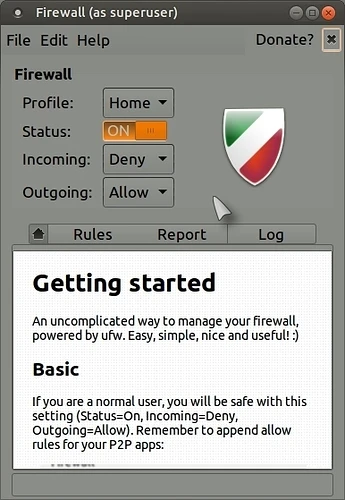 Firewall (as superuser)
File Edit Help Donate?
Firewall
Profile: Home
Status: ON
Incoming: Deny
Outgoing: Allow
Rules Report Log
Getting started
An uncomplicated way to manage your firewall,
powered by ufw. Easy, simple, nice and useful! :)
Basic
If you are a normal user, you will be safe with this
setting (Status=On, Incoming=Deny,
Outgoing=Allow). Remember to append allow
rules for your P2P apps: